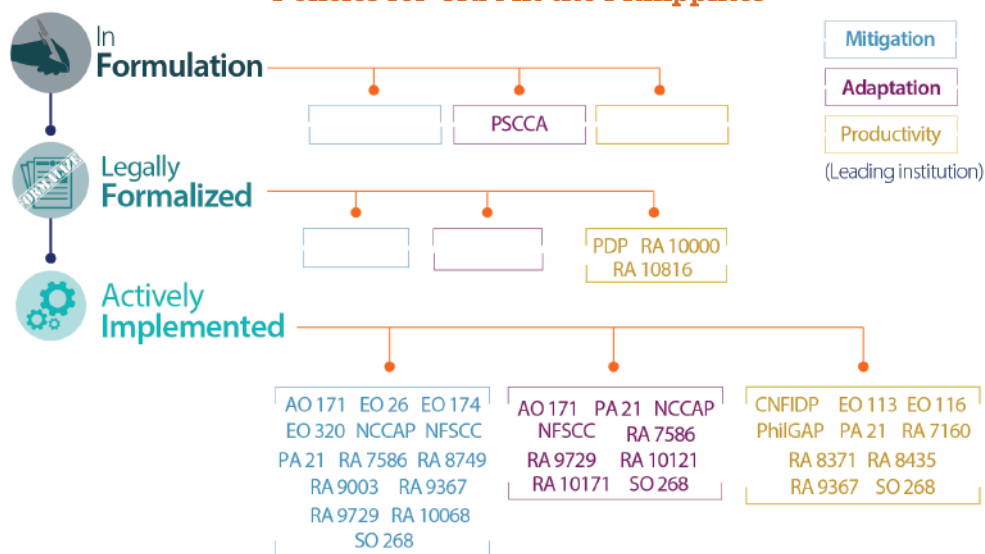 In
Formulation
Mitigation
Adaptation
Productivity
(Leading institution)
PSCCA
Legally
Formalized
PDP RA 10000
RA 10816
Actively
Implemented
AO 171 EO 26 EO 174
EO 320 NCCAP NFSCC
PA 21 RA 7586 RA 8749
RA 9003 RA 9367
RA 9729 RA 10068
SO 268
AO 171 PA 21 NCCAP
NFSCC RA 7586
RA 9729 RA 10121
RA 10171 SO 268
CNFIDP EO 113 EO 116
PhilGAP PA 21 RA 7160
RA 8371 RA 8435
RA 9367 SO 268